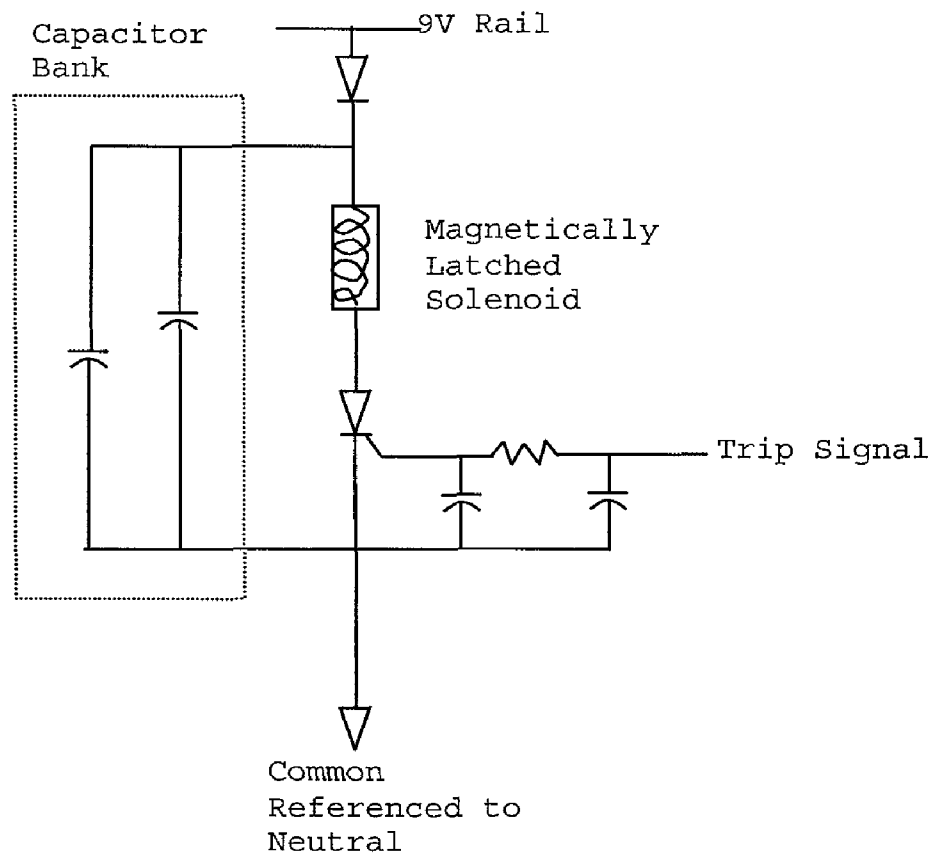 Capacitor
Bank
9V Rail
Magnetically
Latched
Solenoid
Trip Signal
Common
Referenced to
Neutral